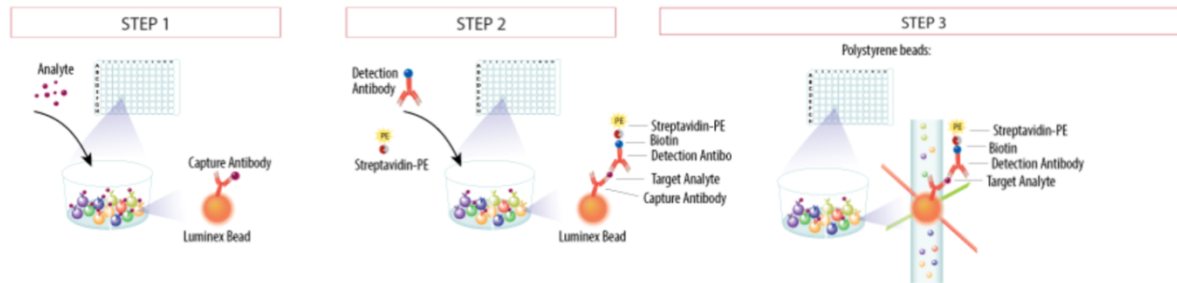 STEP 1
STEP 2
STEP 3
Analyte
Capture Antibody
Luminex Bead
Detection
Antibody
PE
Streptavidin-PE
PE
Streptavidin-PE
Biotin
Detection Antibo
Target Analyte
Capture Antibody
Luminex Bead
Polystyrene beads:
PE
Streptavidin-PE
Biotin
Detection Antibody
Target Analyte